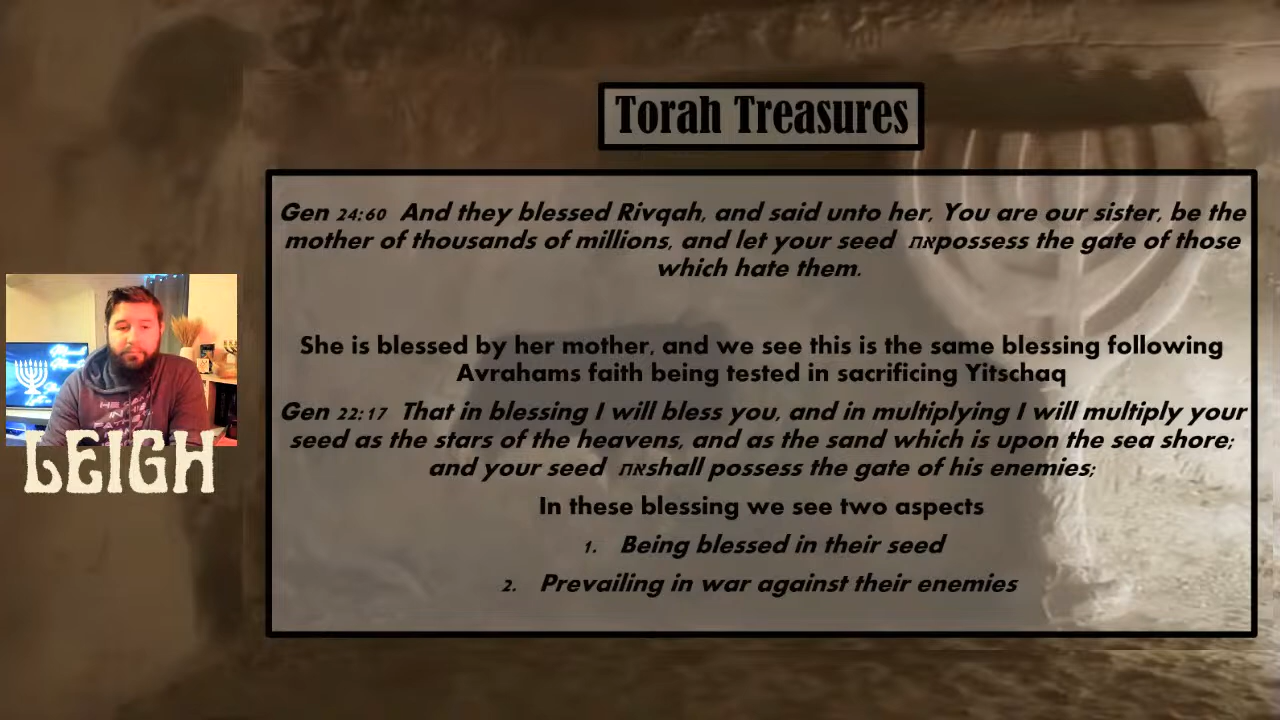 Torah Treasures
Gen 24:60 And they blessed Rivqah, and said unto her, You are our sister, be the
mother of thousands of millions, and let your seed אתpossess the gate of those
which hate them.
She is blessed by her mother, and we see this is the same blessing following
Avrahams faith being tested in sacrificing Yitschaq
Gen 22:17 That in blessing I will bless you, and in multiplying I will multiply your
seed as the stars of the heavens, and as the sand which is upon the sea shore;
and your seed אתshall possess the gate of his enemies;
In these blessing we see two aspects
1. Being blessed in their seed
2. Prevailing in war against their enemies
HE
IN
LEIGH